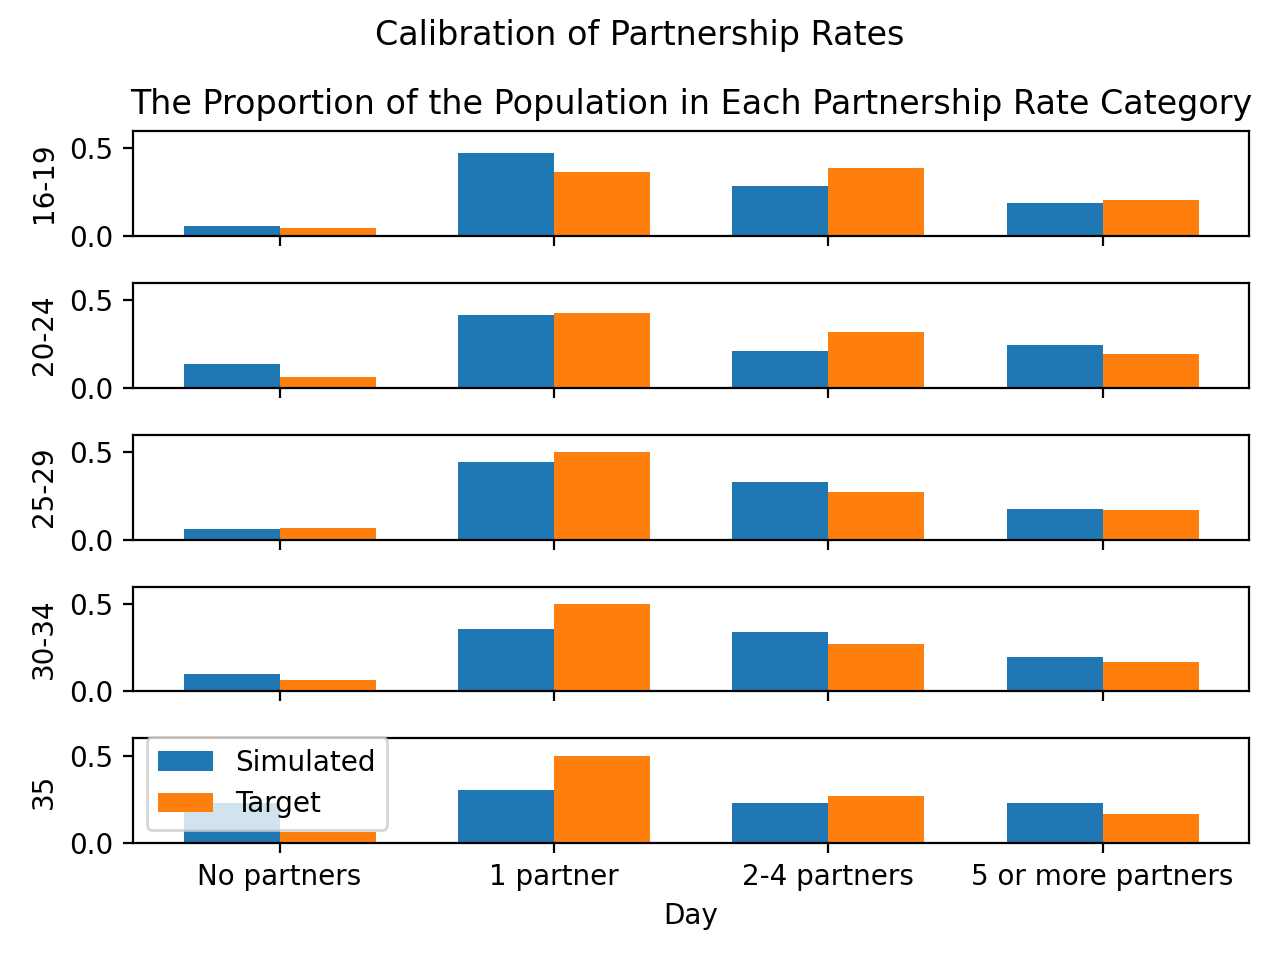 Calibration of Partnership Rates
The Proportion of the Population in Each Partnership Rate Category
0.5
0.0
16-19
0.5
0.0
20-24
0.5
0.0
25-29
0.5
0.0
30-34
0.5
0.0
35
Simulated
Target
No partners
1 partner
2-4 partners
5 or more partners
Day